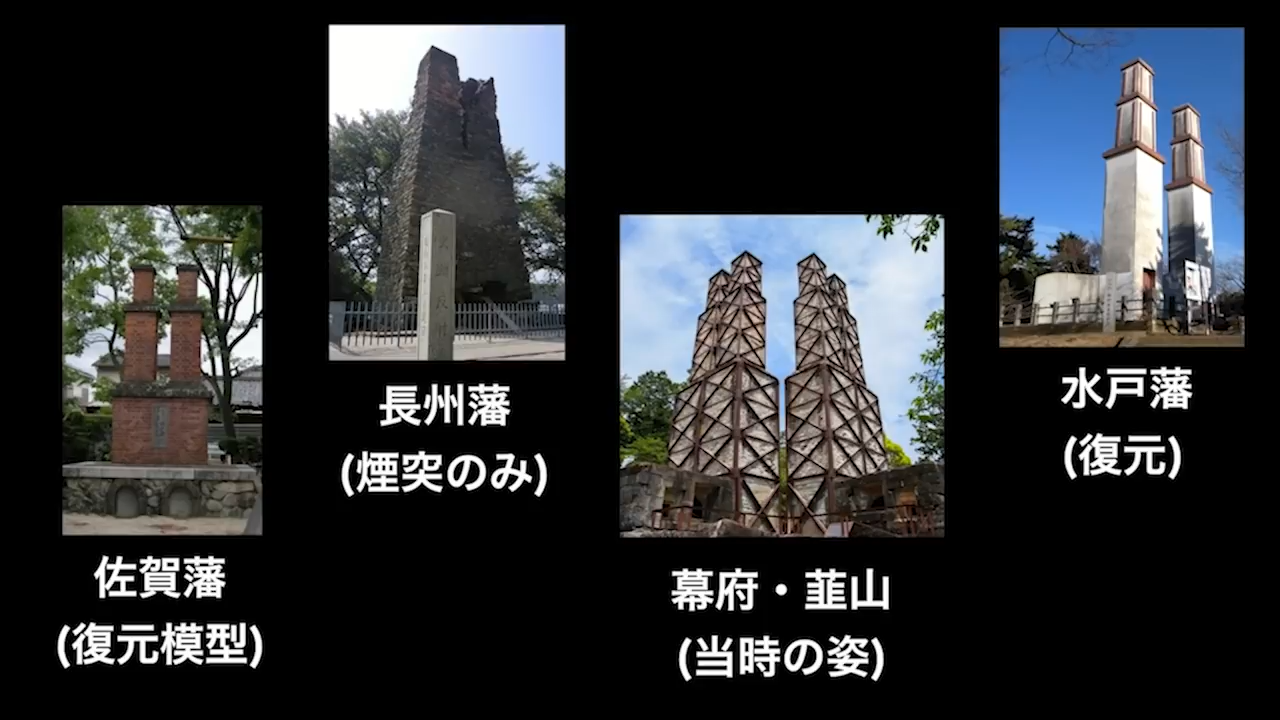 佐賀藩
(復元模型)
長州藩
(煙突のみ)
幕府・韮山
(当時の姿)
水戸藩
(復元)